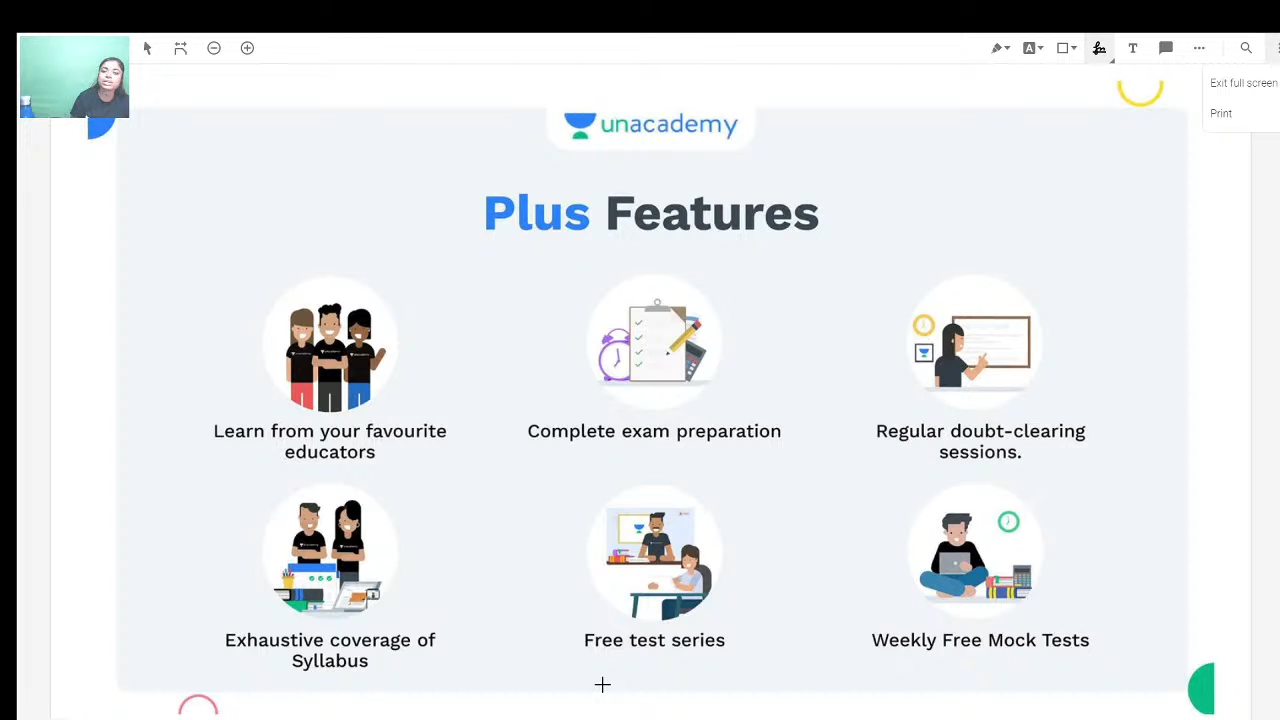 T
A
Exit full screen
Print
unacademy
Plus Features
Learn from your favourite
educators
Complete exam preparation
Regular doubt-clearing
sessions.
Exhaustive coverage of
Syllabus
Free test series
Weekly Free Mock Tests